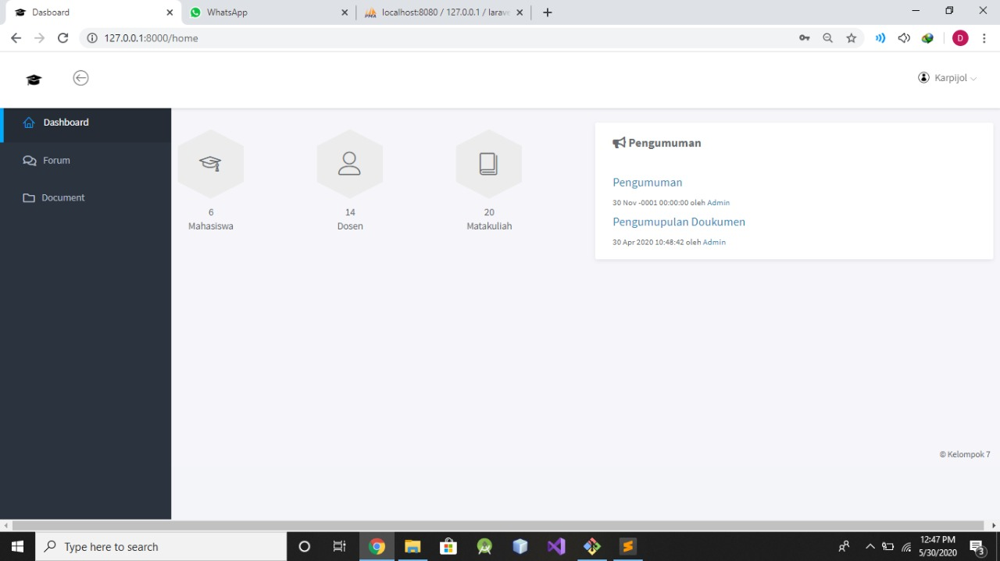 Dasboard
WhatsApp
localhost:8080 / 127.0.0.1 / larave
127.0.0.1:8000/home
D
Karpijol
Dashboard
Forum
Document
6
Mahasiswa
14
Dosen
20
Matakuliah
Pengumuman
Pengumuman
30 Nov -0001 00:00:00 oleh Admin
Pengumupulan Doukumen
30 Apr 2020 10:48:42 oleh Admin
© Kelompok 7
Type here to search
12:47 PM
5/30/2020
3